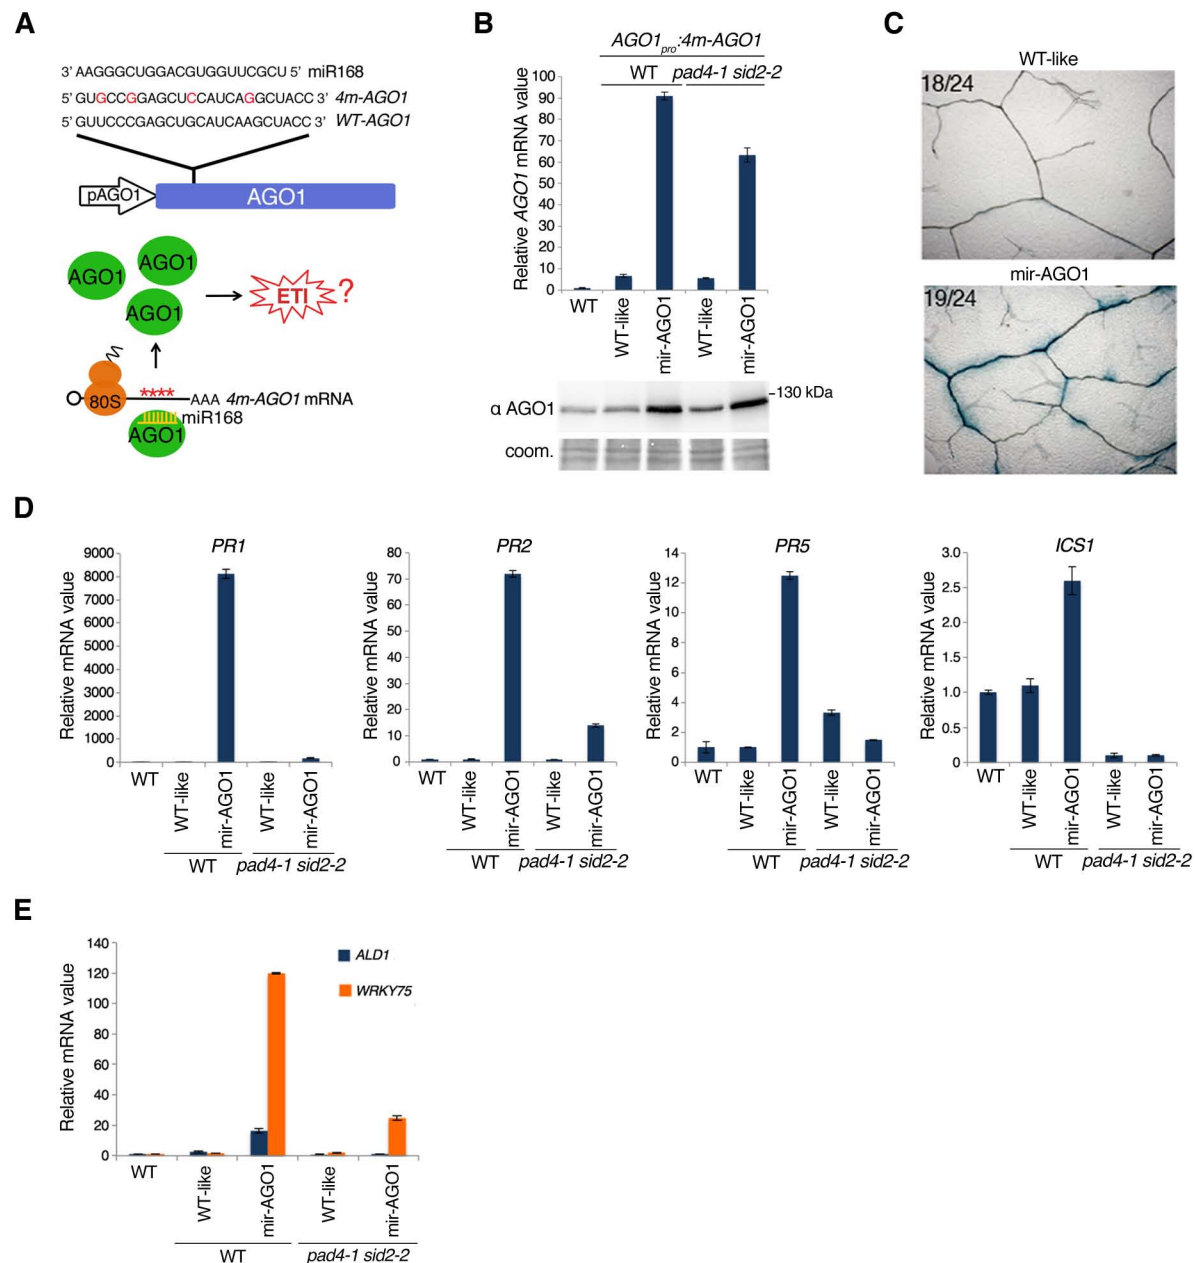 A
3' AAGGGCUGGACGUGGUUCGCU 5' miR168
5' GUGCCGGAGCUCCAUCAGGCUACC 3' 4m-AGO1
5' GUUCCCGAGCUGCAUCAAGCUACC 3' WT-AGO1
pAGO1
AGO1
AGO1
AGO1
AGO1
ETI ?
80S
****
AAA 4m-AGO1 mRNA
miR168
AGO1
B
AGO1pro:4m-AGO1
WT pad4-1 sid2-2
Relative AGO1 mRNA value
100
90
80
70
60
50
40
30
20
10
0
WT
WT-like
mir-AGO1
WT-like
mir-AGO1
α AGO1
-130 kDa
coom.
C
WT-like
18/24
mir-AGO1
19/24
D
PR1
Relative mRNA value
9000
8000
7000
6000
5000
4000
3000
2000
1000
0
WT
WT-like
mir-AGO1
WT-like
mir-AGO1
WT pad4-1 sid2-2
PR2
Relative mRNA value
80
70
60
50
40
30
20
10
0
WT
WT-like
mir-AGO1
WT-like
mir-AGO1
WT pad4-1 sid2-2
PR5
Relative mRNA value
14
12
10
8
6
4
2
0
WT
WT-like
mir-AGO1
WT-like
mir-AGO1
WT pad4-1 sid2-2
ICS1
Relative mRNA value
3.0
2.5
2.0
1.5
1.0
0.5
0
WT
WT-like
mir-AGO1
WT-like
mir-AGO1
WT pad4-1 sid2-2
E
Relative mRNA value
140
120
100
80
60
40
20
0
ALD1
WRKY75
WT
WT-like
mir-AGO1
WT-like
mir-AGO1
WT pad4-1 sid2-2